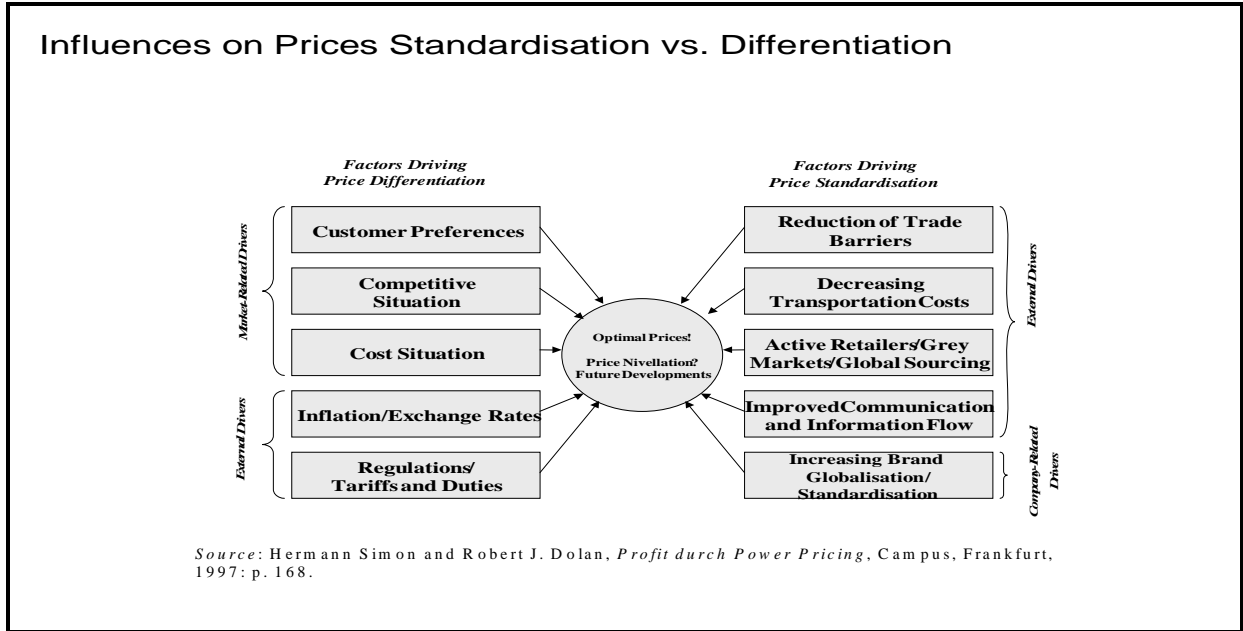 Influences on Prices Standardisation vs. Differentiation
Factors Driving
Price Differentiation
Factors Driving
Price Standardisation
Market-Related Drivers
External Drivers
Customer Preferences
Competitive
Situation
Cost Situation
Inflation/Exchange Rates
Regulations/
Tariffs and Duties
Optimal Prices!
Price Nivellation?
Future Developments
Reduction of Trade
Barriers
Decreasing
Transportation Costs
Active Retailers/Grey
Markets/Global Sourcing
Improved Communication
and Information Flow
Increasing Brand
Globalisation/
Standardisation
External Drivers
Company-Related
Drivers
Source: Hermann Simon and Robert J. Dolan, Profit durch Power Pricing, Campus, Frankfurt,
1997: p. 168.